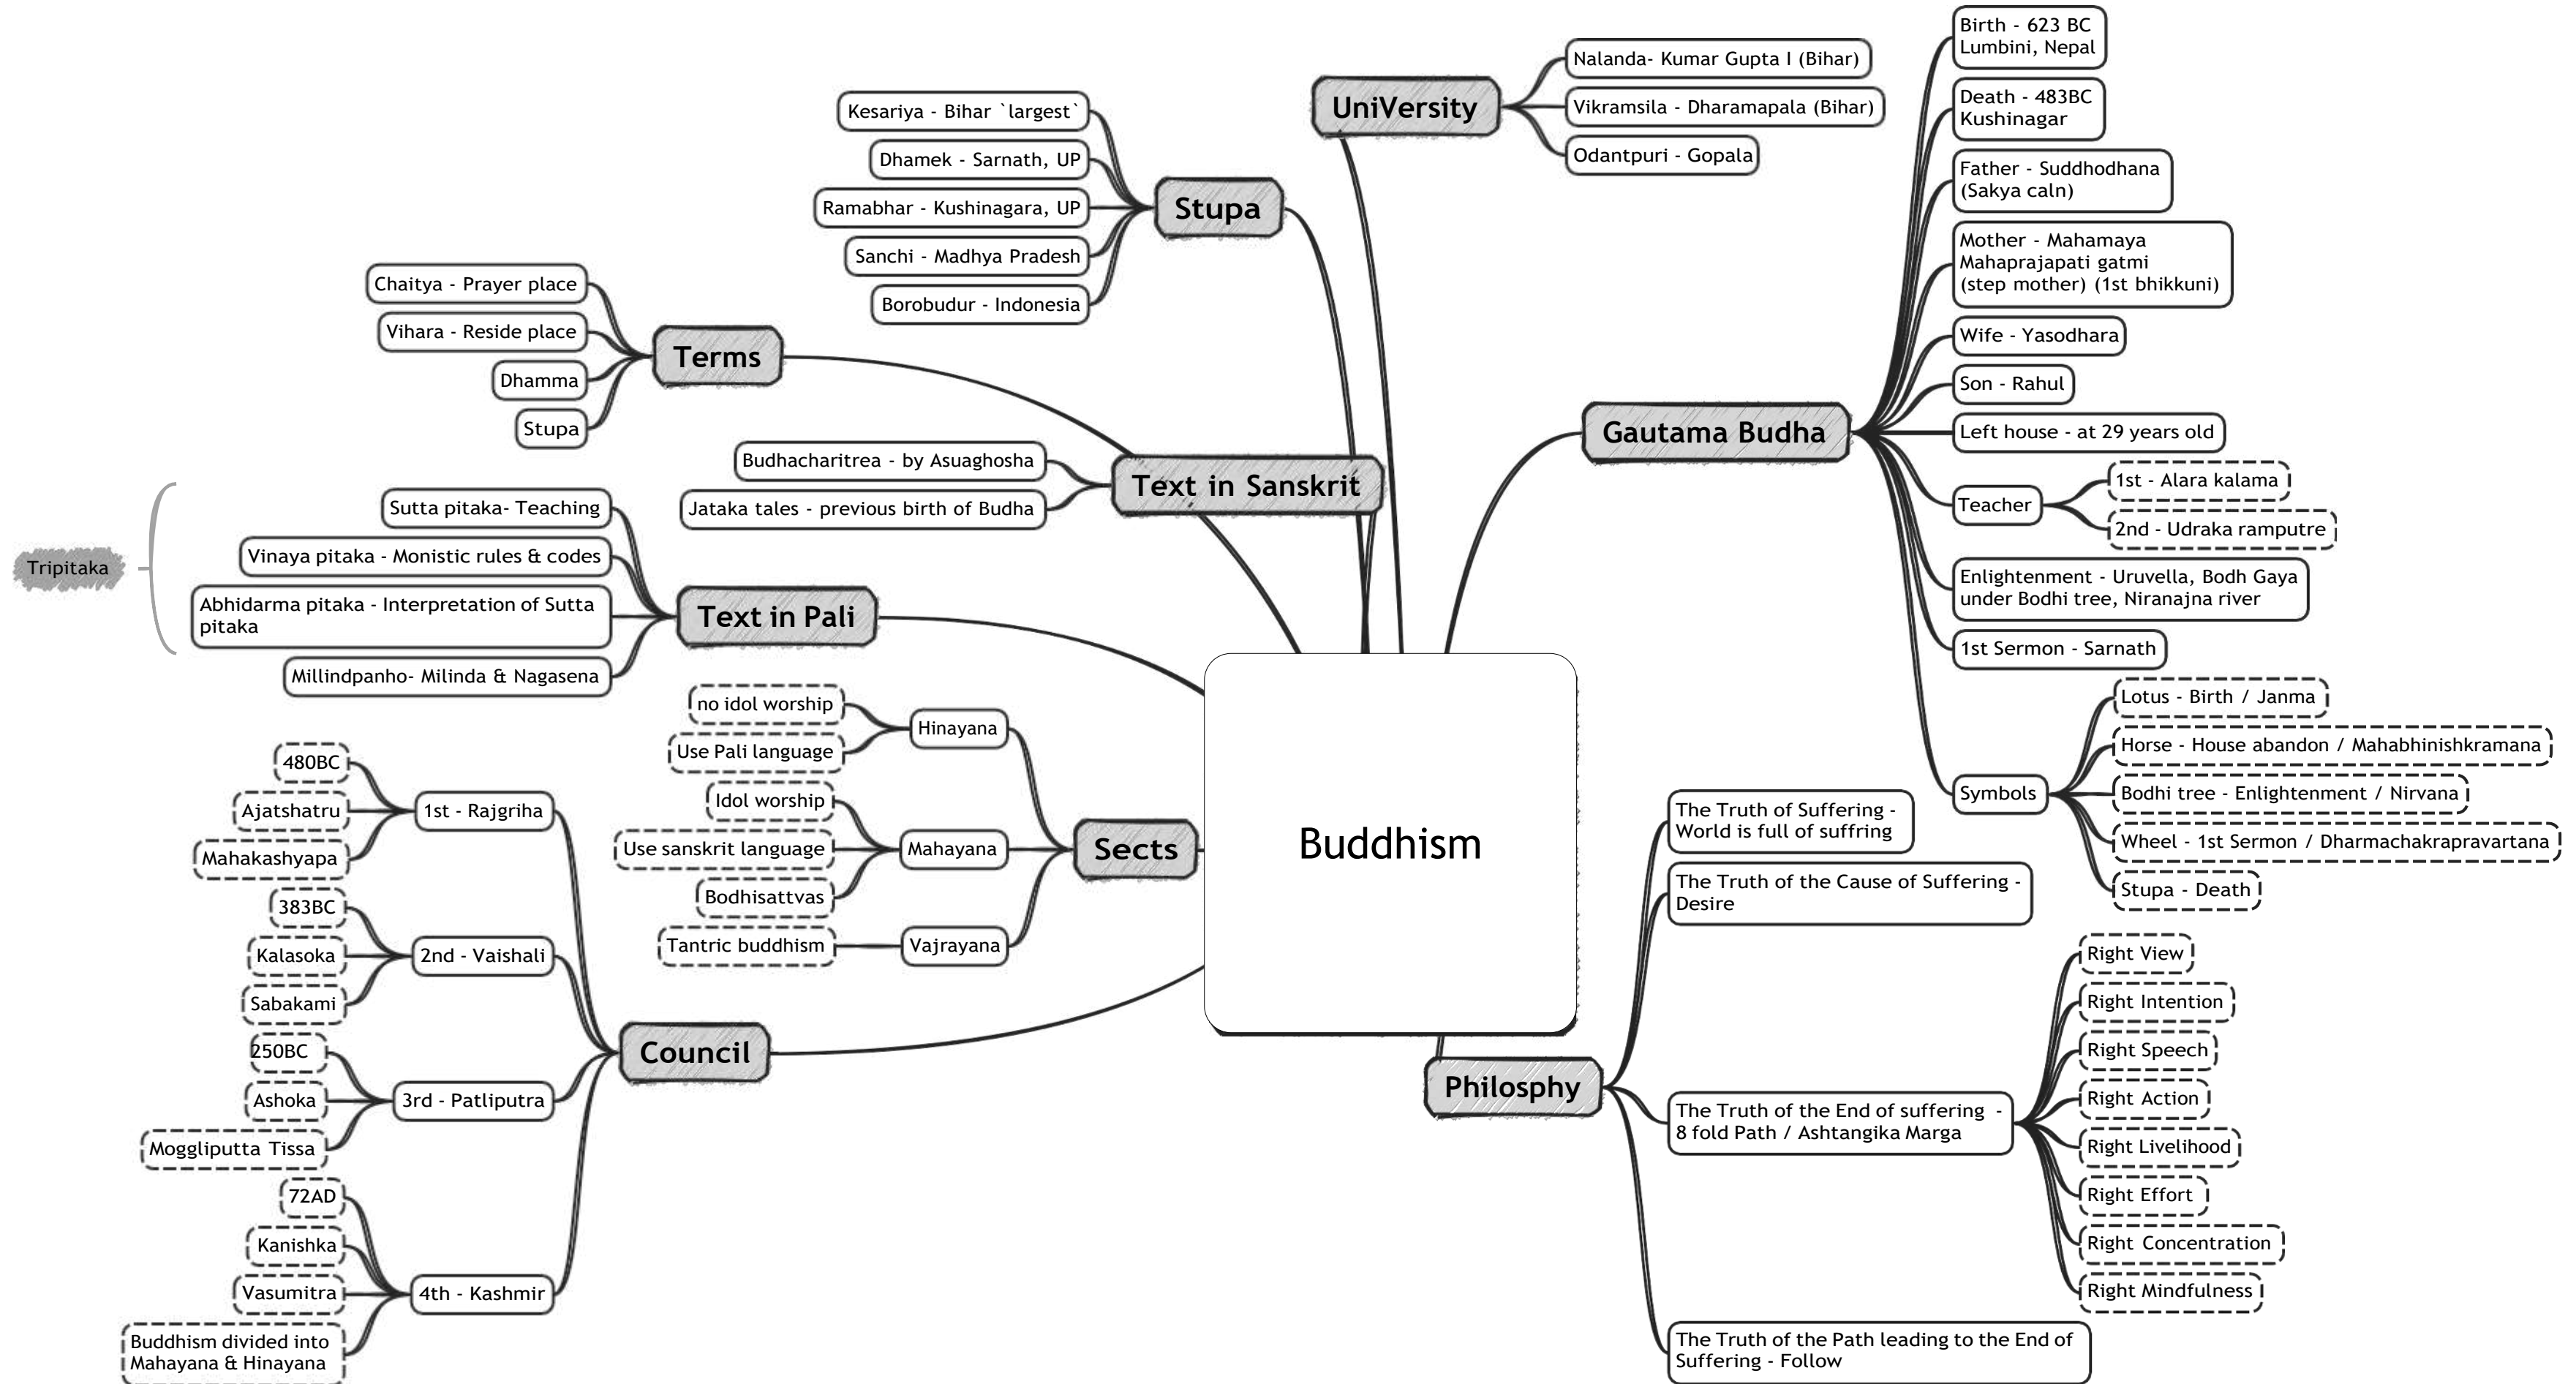 Buddhism
UniVersity
Nalanda- Kumar Gupta I (Bihar)
Vikramsila - Dharamapala (Bihar)
Odantpuri - Gopala
Gautama Budha
Birth - 623 BC
Lumbini, Nepal
Death - 483BC
Kushinagar
Father - Suddhodhana
(Sakya caln)
Mother - Mahamaya
Mahaprajapati gatmi
(step mother) (1st bhikkuni)
Wife - Yasodhara
Son - Rahul
Left house - at 29 years old
Teacher
1st - Alara kalama
2nd - Udraka ramputre
Enlightenment - Uruvella, Bodh Gaya
under Bodhi tree, Niranajna river
1st Sermon - Sarnath
Symbols
Lotus - Birth / Janma
Horse - House abandon / Mahabhinishkramana
Bodhi tree - Enlightenment / Nirvana
Wheel - 1st Sermon / Dharmachakrapravartana
Stupa - Death
Philosphy
The Truth of Suffering -
World is full of suffring
The Truth of the Cause of Suffering -
Desire
The Truth of the End of suffering -
8 fold Path / Ashtangika Marga
Right View
Right Intention
Right Speech
Right Action
Right Livelihood
Right Effort
Right Concentration
Right Mindfulness
The Truth of the Path leading to the End of
Suffering - Follow
Stupa
Kesariya - Bihar `largest`
Dhamek - Sarnath, UP
Ramabhar - Kushinagara, UP
Sanchi - Madhya Pradesh
Borobudur - Indonesia
Terms
Chaitya - Prayer place
Vihara - Reside place
Dhamma
Stupa
Text in Sanskrit
Budhacharitrea - by Asuaghosha
Jataka tales - previous birth of Budha
Text in Pali
Tripitaka
Sutta pitaka- Teaching
Vinaya pitaka - Monistic rules & codes
Abhidarma pitaka - Interpretation of Sutta
pitaka
Millindpanho- Milinda & Nagasena
Sects
Hinayana
no idol worship
Use Pali language
Mahayana
Idol worship
Use sanskrit language
Bodhisattvas
Vajrayana
Tantric buddhism
Council
1st - Rajgriha
480BC
Ajatshatru
Mahakashyapa
2nd - Vaishali
383BC
Kalasoka
Sabakami
3rd - Patliputra
250BC
Ashoka
Moggliputta Tissa
4th - Kashmir
72AD
Kanishka
Vasumitra
Buddhism divided into
Mahayana & Hinayana